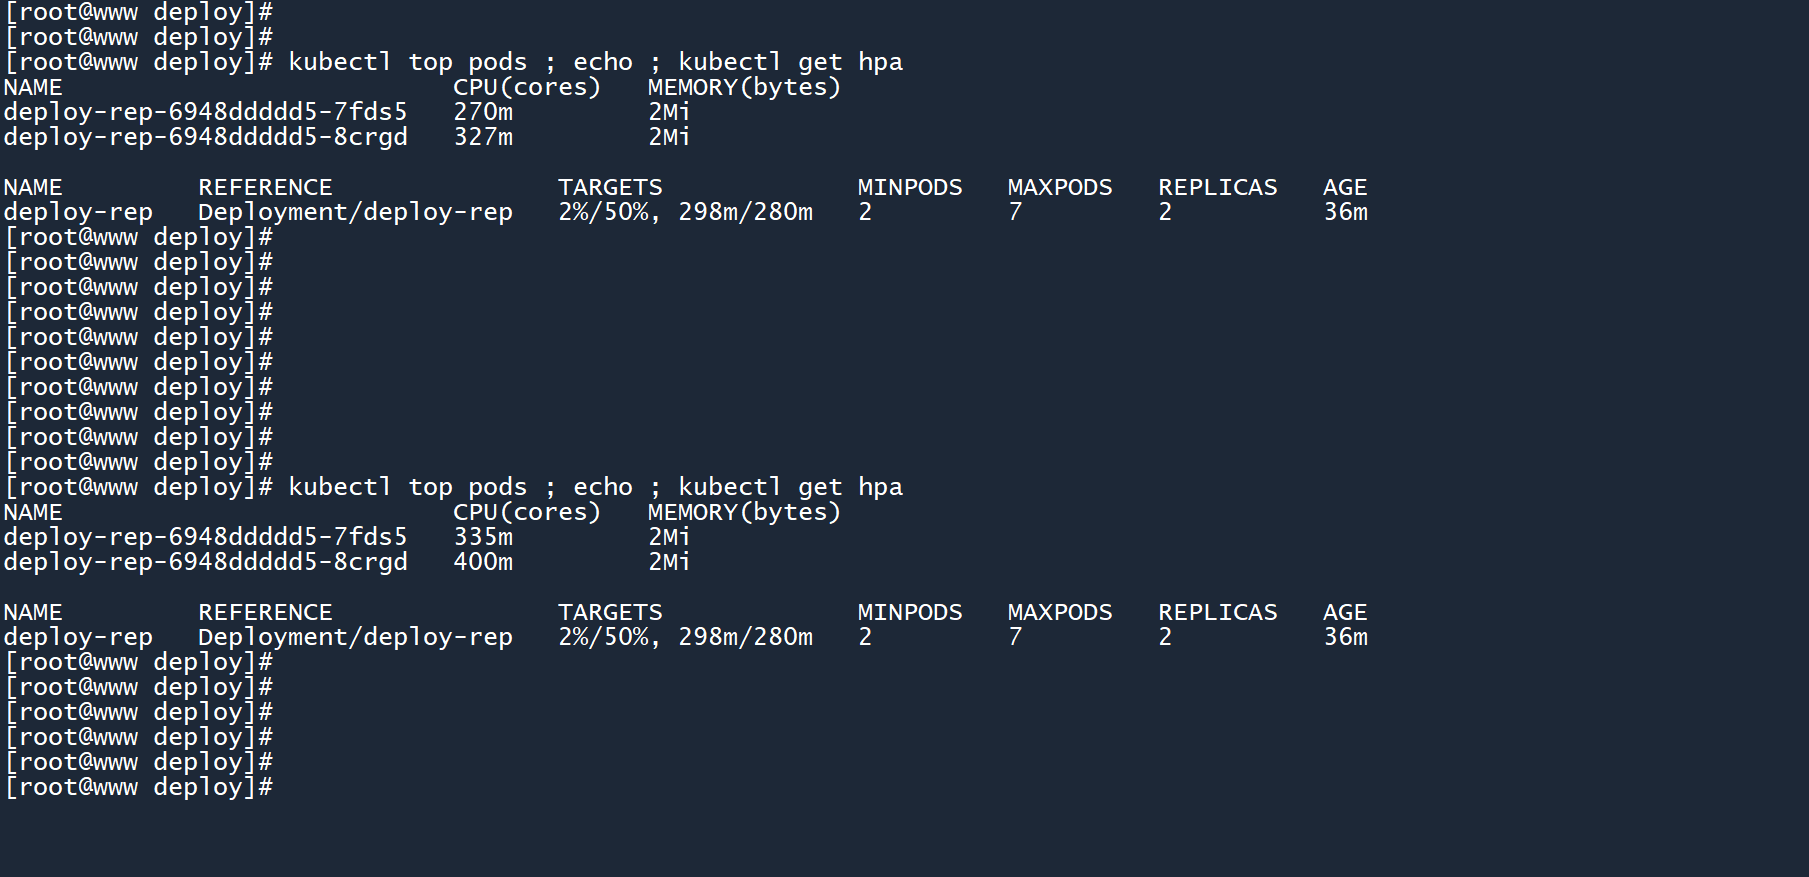 [root@www deploy]#
[root@www deploy]#
[root@www deploy]# kubectl top pods ; echo ; kubectl get hpa
NAME                          CPU(cores)   MEMORY(bytes)
deploy-rep-6948ddddd5-7fds5   270m         2Mi
deploy-rep-6948ddddd5-8crgd   327m         2Mi

NAME         REFERENCE               TARGETS             MINPODS   MAXPODS   REPLICAS   AGE
deploy-rep   Deployment/deploy-rep   2%/50%, 298m/280m   2         7         2          36m
[root@www deploy]#
[root@www deploy]#
[root@www deploy]#
[root@www deploy]#
[root@www deploy]#
[root@www deploy]#
[root@www deploy]#
[root@www deploy]#
[root@www deploy]#
[root@www deploy]#
[root@www deploy]# kubectl top pods ; echo ; kubectl get hpa
NAME                          CPU(cores)   MEMORY(bytes)
deploy-rep-6948ddddd5-7fds5   335m         2Mi
deploy-rep-6948ddddd5-8crgd   400m         2Mi

NAME         REFERENCE               TARGETS             MINPODS   MAXPODS   REPLICAS   AGE
deploy-rep   Deployment/deploy-rep   2%/50%, 298m/280m   2         7         2          36m
[root@www deploy]#
[root@www deploy]#
[root@www deploy]#
[root@www deploy]#
[root@www deploy]#
[root@www deploy]#